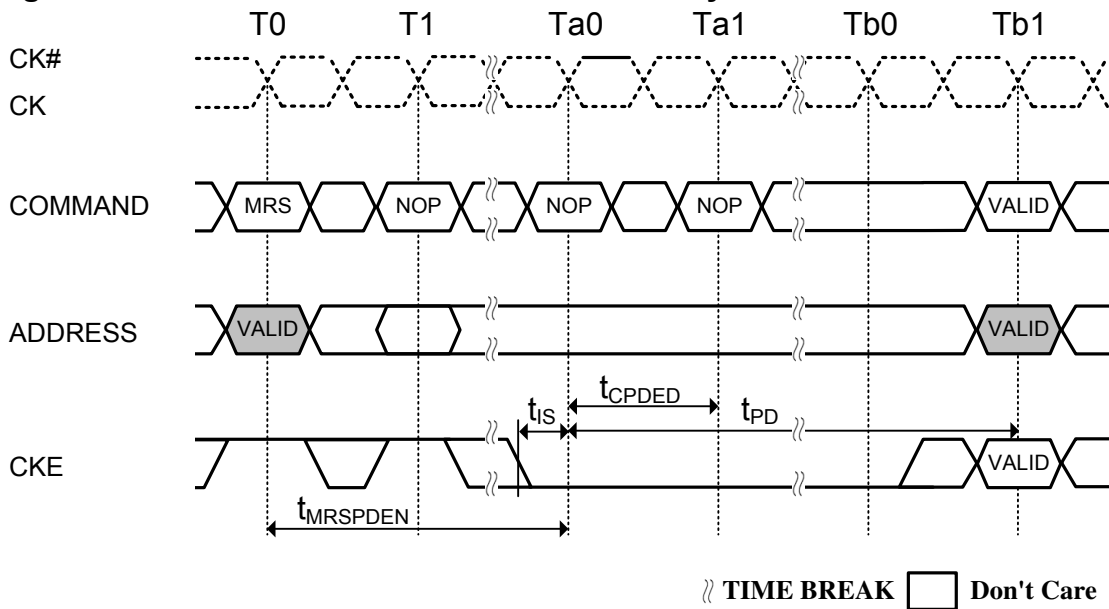 T0 T1 Ta0 Ta1 Tb0 Tb1
CK#
CK
COMMAND MRS NOP NOP NOP VALID
ADDRESS VALID VALID
tCPDED
tIS tPD
CKE VALID
tMRSPDEN
TIME BREAK Don't Care